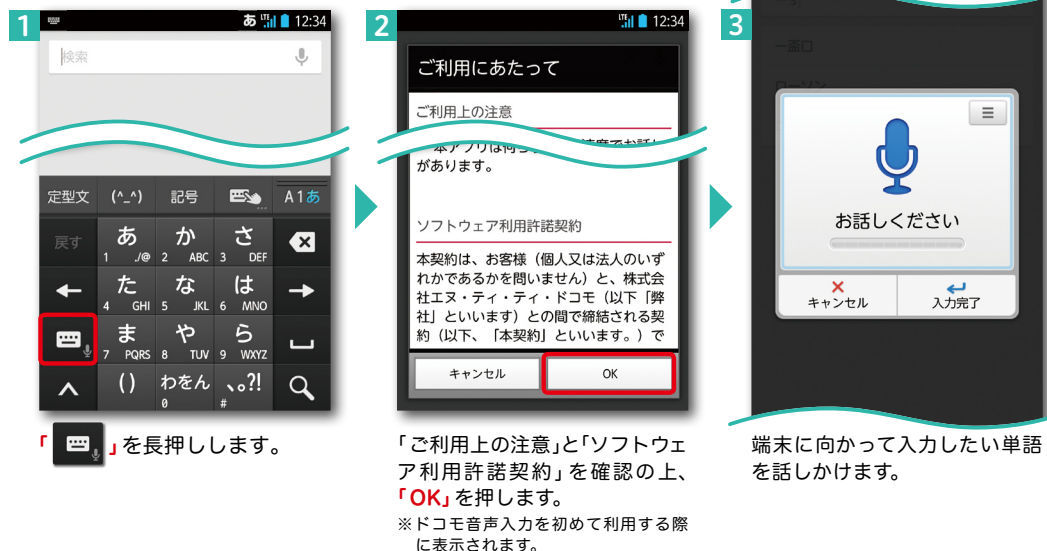 1
あ LTE 12:34
検索
定型文 (^_^) 記号 A1あ
戻す あ か さ
1 ./@ 2 ABC 3 DEF
← た な は →
4 GHI 5 JKL 6 MNO
ま や ら
7 PQRS 8 TUV 9 WXYZ
() わをん 、。?!
0 #
「 」を長押しします。
2
LTE 12:34
ご利用にあたって
ご利用上の注意
があります。
ソフトウェア利用許諾契約
本契約は、お客様（個人又は法人のいず
れかであるかを問いません）と、株式会
社エヌ・ティ・ティ・ドコモ（以下「弊
社」といいます）との間で締結される契
約（以下、「本契約」といいます。）で
キャンセル OK
「ご利用上の注意」と「ソフトウェ
ア利用許諾契約」を確認の上、
「OK」を押します。
※ドコモ音声入力を初めて利用する際
に表示されます。
3
お話しください
キャンセル 入力完了
端末に向かって入力したい単語
を話しかけます。